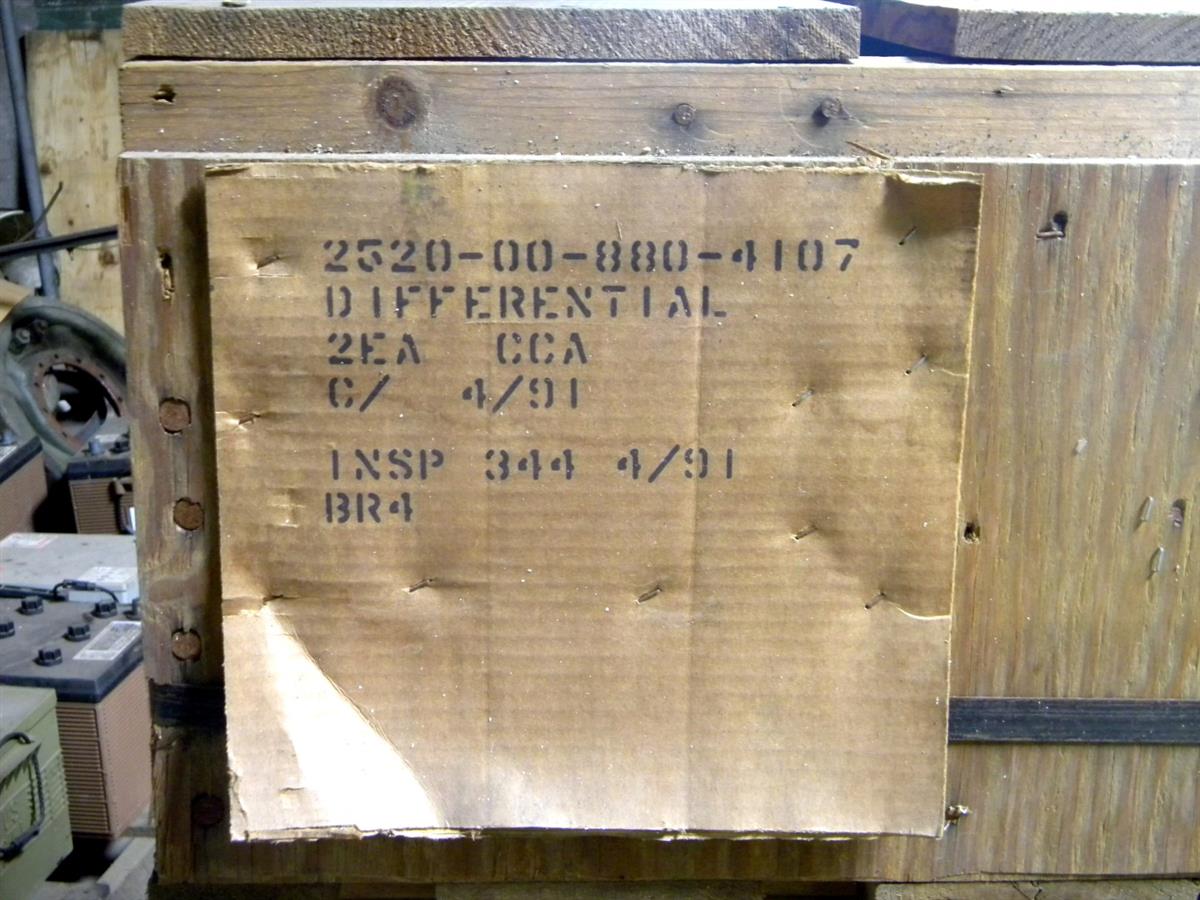 2520-00-880-4107
DIFFERENTIAL
2EA CCA
C/ 4/91
INSP 344 4/91
BR4